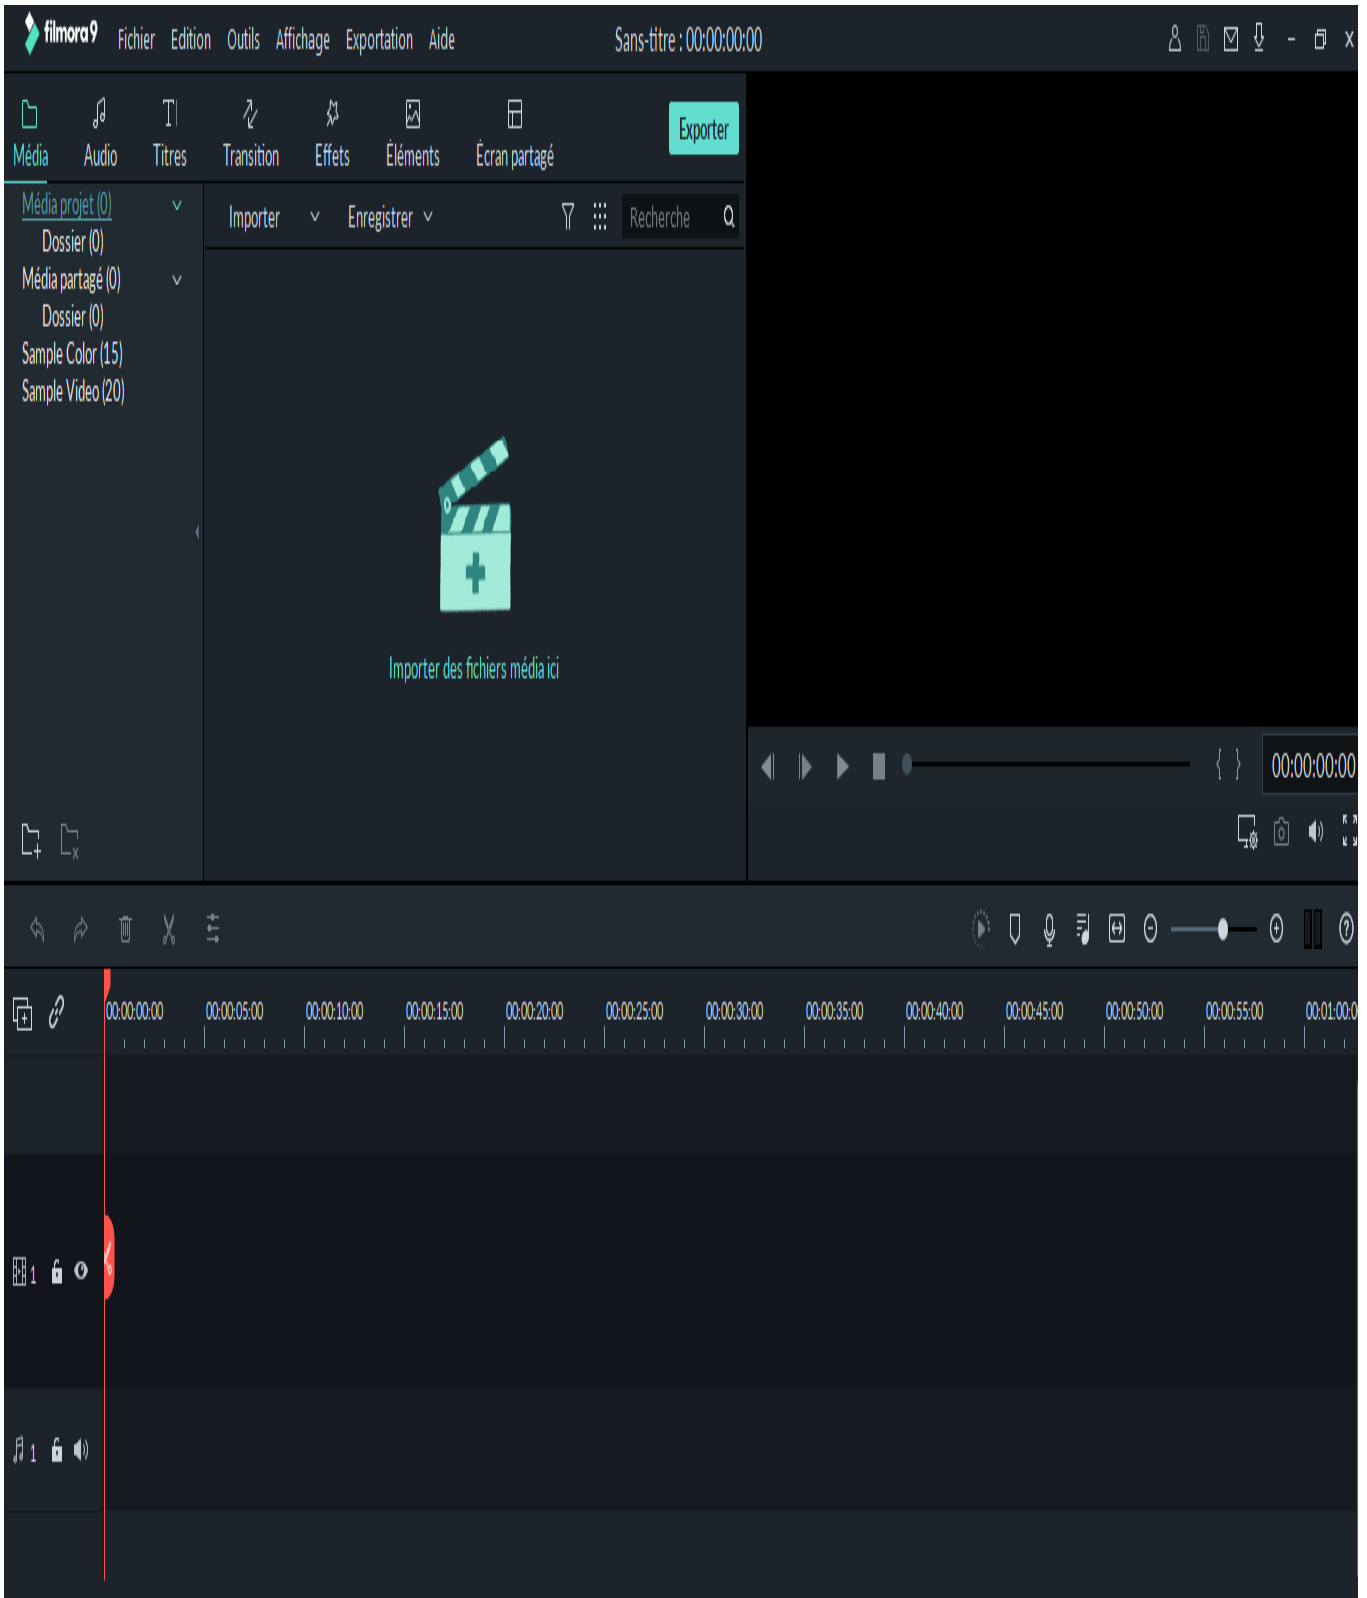 filmora9 Fichier Edition Outils Affichage Exportation Aide Sans-titre : 00:00:00:00
Média Audio Titres Transition Effets Éléments Écran partagé Exporter
Média projet (0)
Dossier (0)
Média partagé (0)
Dossier (0)
Sample Color (15)
Sample Video (20)
Importer Enregistrer Recherche
Importer des fichiers média ici
{ } 00:00:00:00
00:00:00:00 00:00:05:00 00:00:10:00 00:00:15:00 00:00:20:00 00:00:25:00 00:00:30:00 00:00:35:00 00:00:40:00 00:00:45:00 00:00:50:00 00:00:55:00 00:01:00:0
1
1